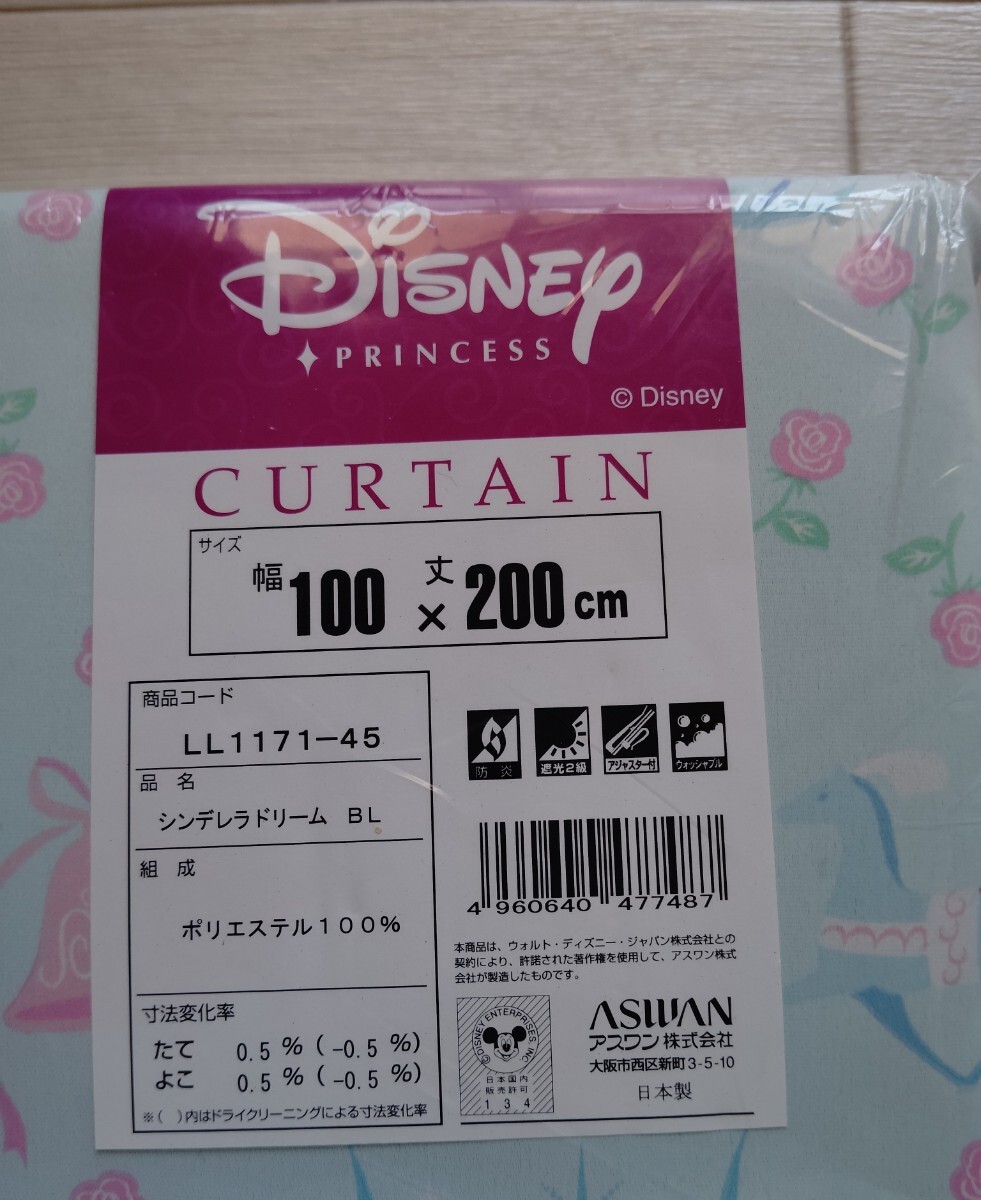 DISNEY
PRINCESS
© Disney
CURTAIN
サイズ
幅100 × 丈200cm
商品コード
LL1171-45
品 名
シンデレラドリーム BL
組 成
ポリエステル100%
寸法変化率
たて 0.5 % ( -0.5 %)
よこ 0.5 % ( -0.5 %)
※( )内はドライクリーニングによる寸法変化率
防炎
遮光2級
アジャスター付
ウォッシャブル
4 960640 477487
本商品は、ウォルト・ディズニー・ジャパン株式会社との
契約により、許諾された著作権を使用して、アスワン株式
会社が製造したものです。
©DISNEY ENTERPRISES, INC.
日本国内
販売許可
134
ASWAN
アスワン株式会社
大阪市西区新町3-5-10
日本製